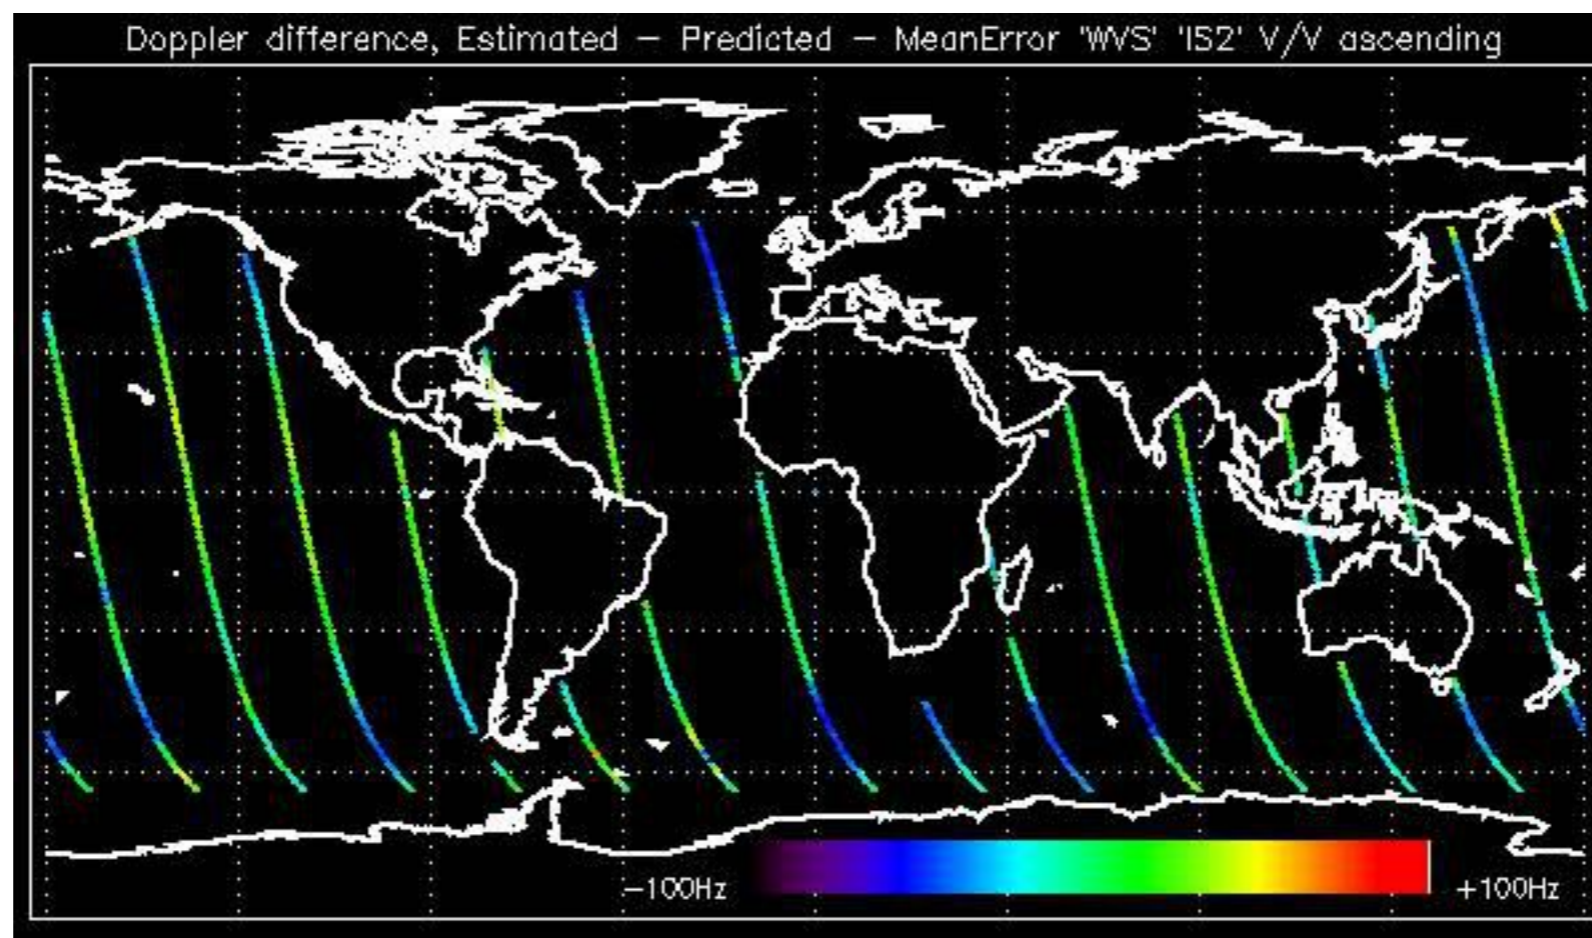 Doppler difference, Estimated – Predicted – MeanError 'WVS' 'IS2' V/V ascending
−100Hz +100Hz